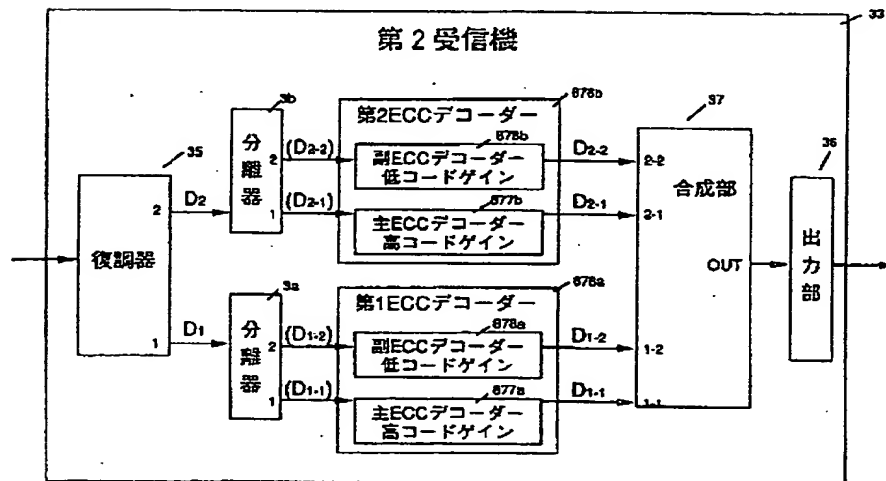 33
第2受信機
3b
分離器
2
1
(D2-2)
(D2-1)
676b
第2ECCデコーダー
678b
副ECCデコーダー
低コードゲイン
677b
主ECCデコーダー
高コードゲイン
D2-2
D2-1
37
2-2
2-1
合成部
OUT
1-2
1-1
36
出力部
35
復調器
2
1
D2
D1
3a
分離器
2
1
(D1-2)
(D1-1)
676a
第1ECCデコーダー
678a
副ECCデコーダー
低コードゲイン
677a
主ECCデコーダー
高コードゲイン
D1-2
D1-1